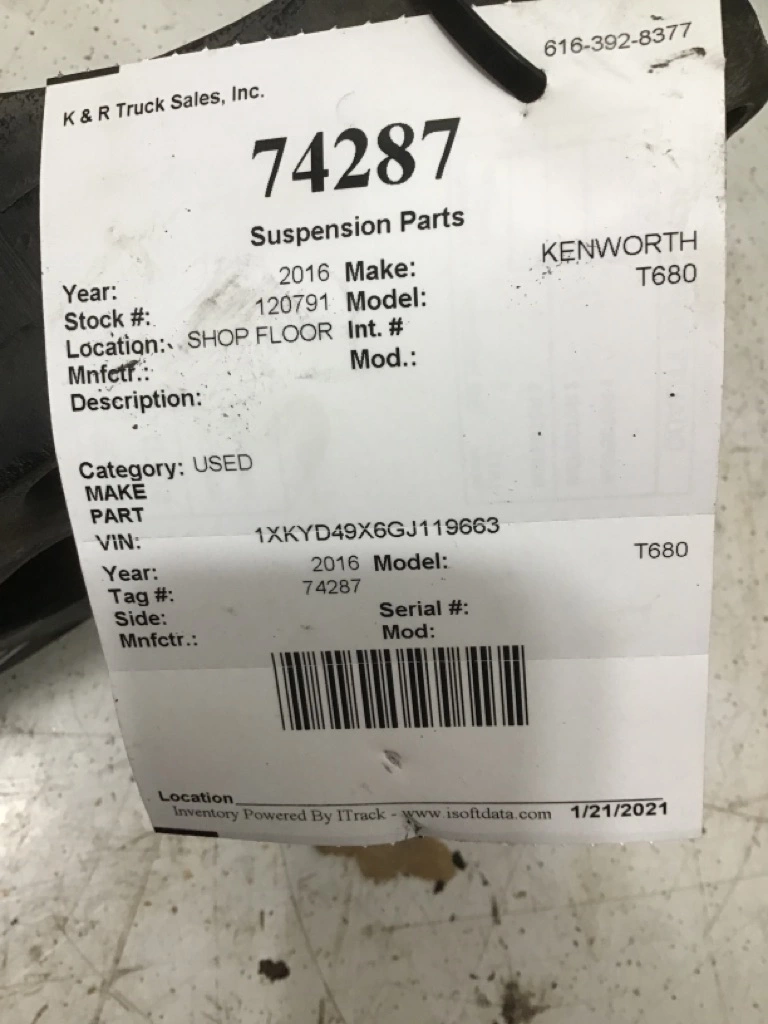 616-392-8377
K & R Truck Sales, Inc.
74287
Suspension Parts
Year: 2016 Make: KENWORTH
Stock #: 120791 Model: T680
Location: SHOP FLOOR Int. #
Mnfctr.: Mod.:
Description:
Category: USED
MAKE
PART
VIN: 1XKYD49X6GJ119663
Year: 2016 Model: T680
Tag #: 74287
Side: Serial #:
Mnfctr.: Mod:
Location
Inventory Powered By ITrack - www.isoftdata.com 1/21/2021